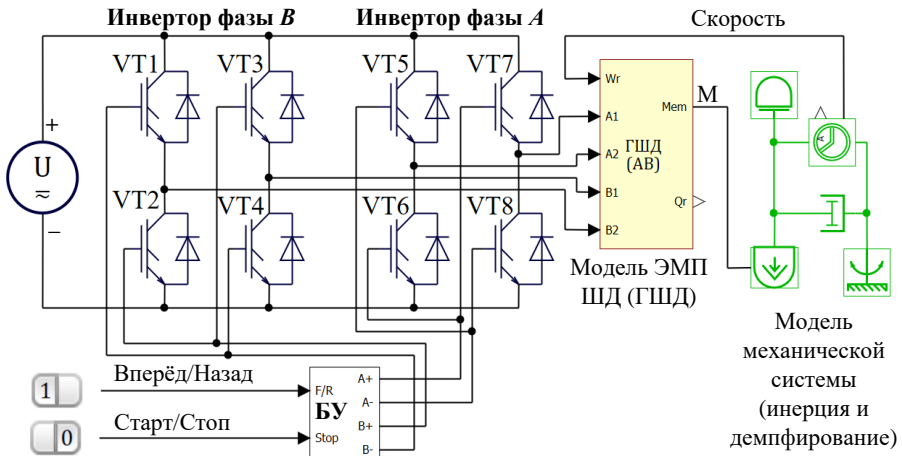 Инвертор фазы B
Инвертор фазы A
Скорость
VT1
VT3
VT5
VT7
+
U
≂
−
VT2
VT4
VT6
VT8
Wr
A1
A2
B1
B2
ГШД
(AB)
Mem
Qr
M
A
Модель ЭМП
ШД (ГШД)
Модель
механической
системы
(инерция и
демпфирование)
1
Вперёд/Назад
0
Старт/Стоп
F/R
БУ
Stop
A+
A-
B+
B-